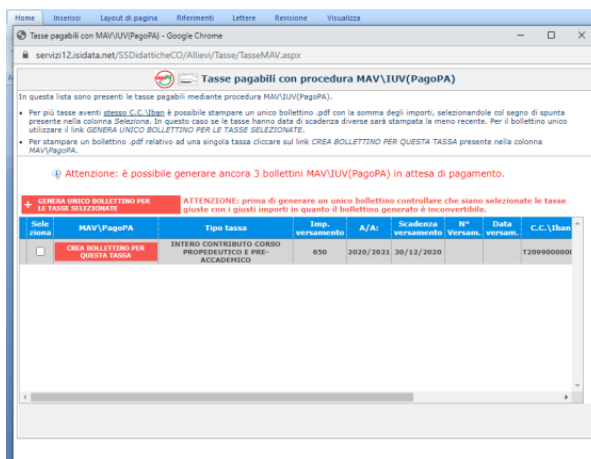 Home Inserisci Layout di pagina Riferimenti Lettere Revisione Visualizza
Tasse pagabili con MAV\IUV(PagoPA) - Google Chrome
servizi12.isidata.net/SSDidatticheCO/Allievi/Tasse/TasseMAV.aspx
Tasse pagabili con procedura MAV\IUV(PagoPA)
In questa lista sono presenti le tasse pagabili mediante procedura MAV\IUV(PagoPA).
• Per più tasse aventi stesso C.C.\Iban è possibile stampare un unico bollettino .pdf con la somma degli importi, selezionandole col segno di spunta
presente nella colonna Seleziona. In questo caso se le tasse hanno data di scadenza diverse sarà stampata la meno recente. Per il bollettino unico
utilizzare il link GENERA UNICO BOLLETTINO PER LE TASSE SELEZIONATE.
• Per stampare un bollettino .pdf relativo ad una singola tassa cliccare sul link CREA BOLLETTINO PER QUESTA TASSA presente nella colonna
MAV\PagoPA.
Attenzione: è possibile generare ancora 3 bollettini MAV\IUV(PagoPA) in attesa di pagamento.
+ GENERA UNICO BOLLETTINO PER
LE TASSE SELEZIONATE
ATTENZIONE: prima di generare un unico bollettino controllare che siano selezionate le tasse
giuste con i giusti importi in quanto il bollettino generato è inconvertibile.
Sele
ziona MAV\PagoPA Tipo tassa Imp.
versamento A/A: Scadenza
versamento N°
Versam. Data
versam. C.C.\Iban
CREA BOLLETTINO PER
QUESTA TASSA
INTERO CONTRIBUTO CORSO
PROPEDEUTICO E PRE-
ACCADEMICO
650 2020/2021 30/12/2020